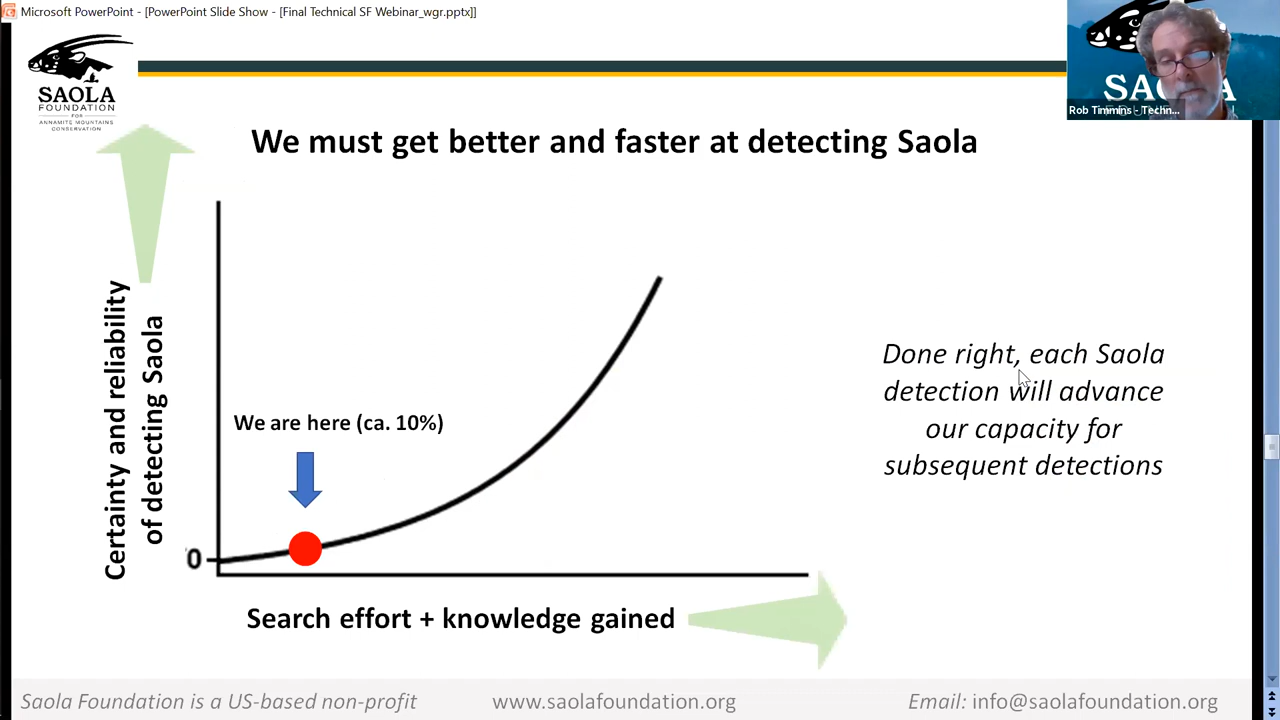 Microsoft PowerPoint - [PowerPoint Slide Show - [Final Technical SF Webinar_wgr.pptx]]
SAOLA
FOUNDATION
FOR
ANNAMITE MOUNTAINS
CONSERVATION
SAOLA
Rob Timmins - Techn...
We must get better and faster at detecting Saola
Certainty and reliability
of detecting Saola
We are here (ca. 10%)
0
Done right, each Saola
detection will advance
our capacity for
subsequent detections
Search effort + knowledge gained
Saola Foundation is a US-based non-profit
www.saolafoundation.org
Email: info@saolafoundation.org